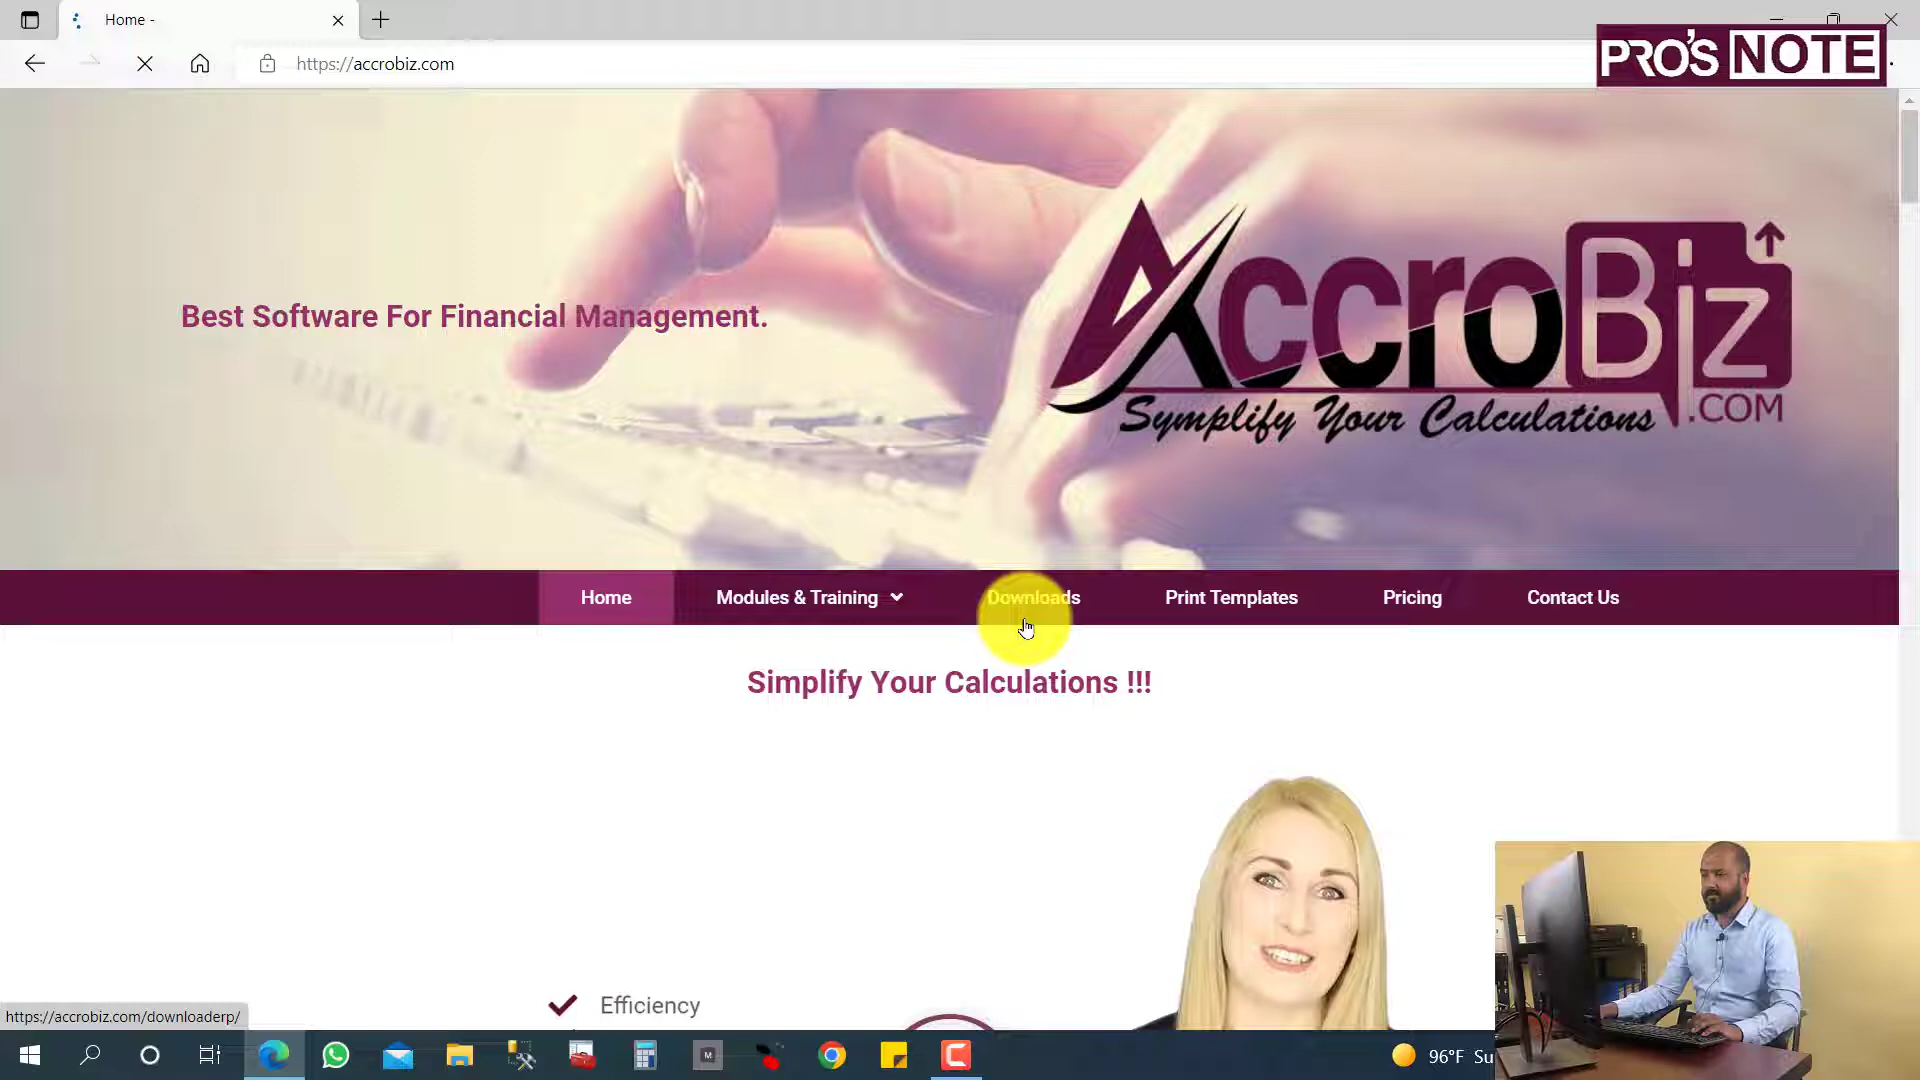 Home -
https://accrobiz.com
PRO'S NOTE
Best Software For Financial Management.
AccroBiz
.COM
Symplify Your Calculations
Home
Modules & Training
Downloads
Print Templates
Pricing
Contact Us
Simplify Your Calculations !!!
Efficiency
https://accrobiz.com/downloaderp/
M
96°F Su